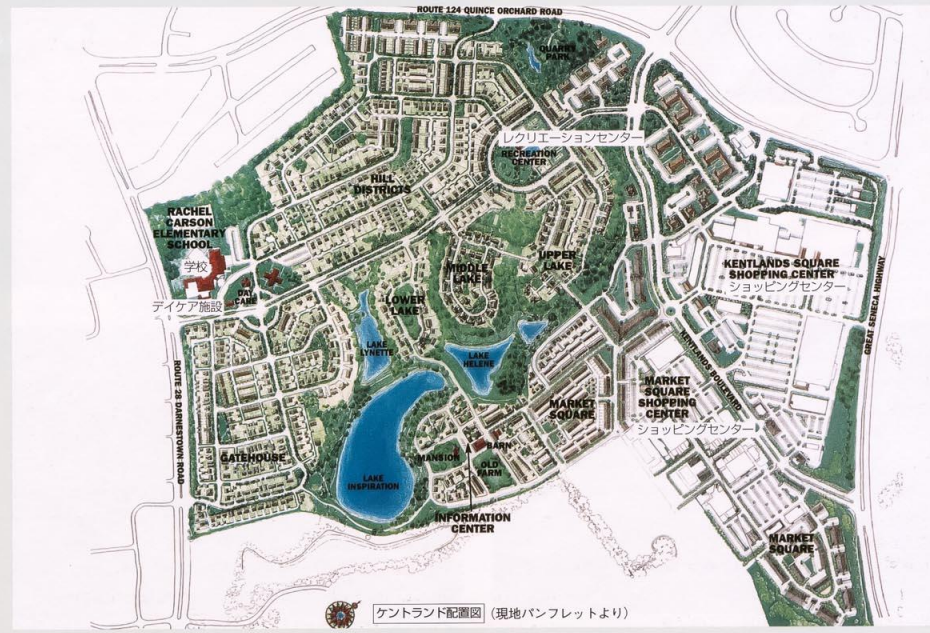 ROUTE 124 QUINCE ORCHARD ROAD
QUARRY
PARK
レクリエーションセンター
RECREATION
CENTER
HILL
DISTRICTS
RACHEL
CARSON
ELEMENTARY
SCHOOL
学校
DAY
CARE
デイケア施設
UPPER
LAKE
MIDDLE
LAKE
LOWER
LAKE
KENTLANDS SQUARE
SHOPPING CENTER
ショッピングセンター
GREAT SENECA HIGHWAY
KENTLANDS BOULEVARD
LAKE
LYNETTE
LAKE
HELENE
MARKET
SQUARE
MARKET
SQUARE
SHOPPING
CENTER
ショッピングセンター
ROUTE 28 DARNESTOWN ROAD
GATEHOUSE
LAKE
INSPIRATION
MANSION
BARN
OLD
FARM
INFORMATION
CENTER
MARKET
SQUARE
ケントランド配置図 (現地パンフレットより)